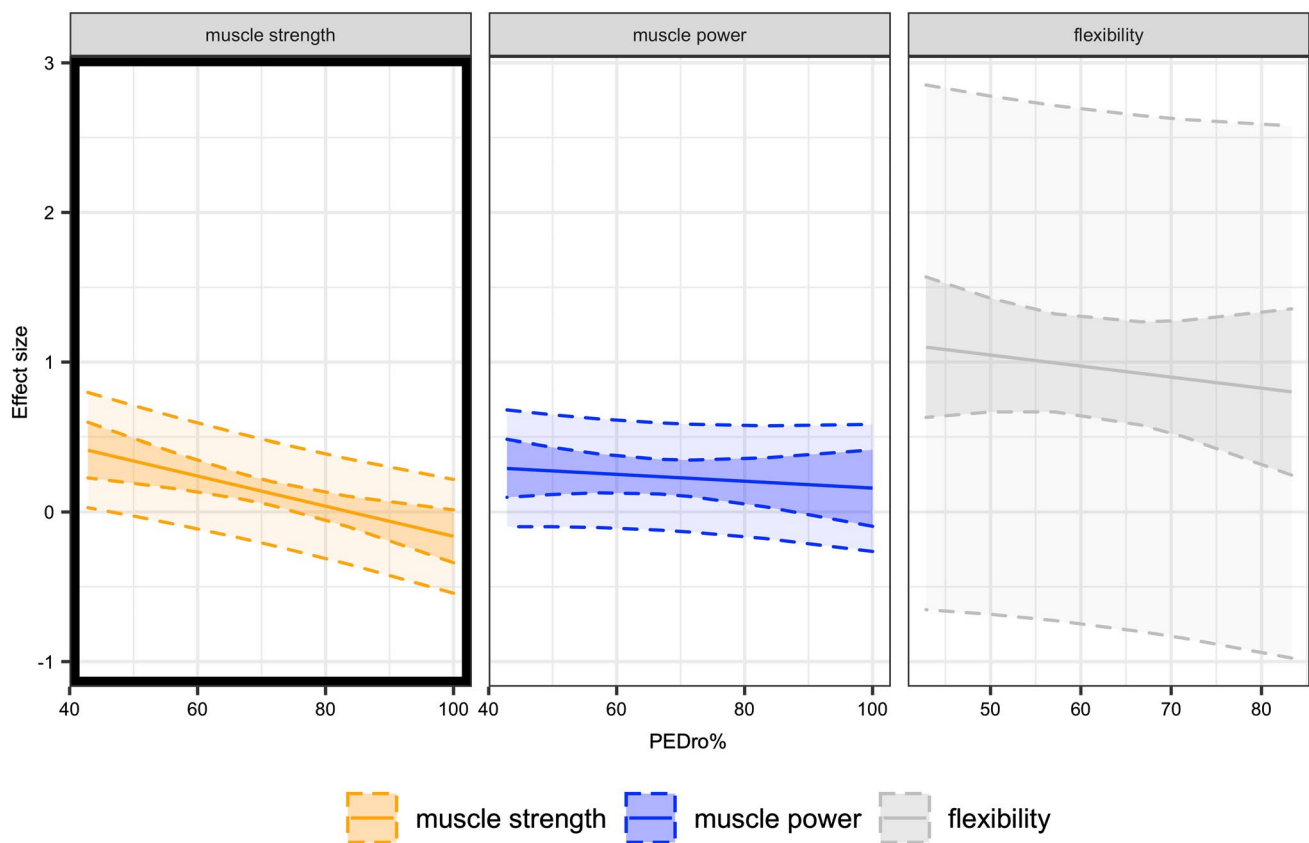 muscle strength muscle power flexibility
3
2
1
0
-1
Effect size
40 60 80 100 40 60 80 100 50 60 70 80
PEDro%
muscle strength muscle power flexibility